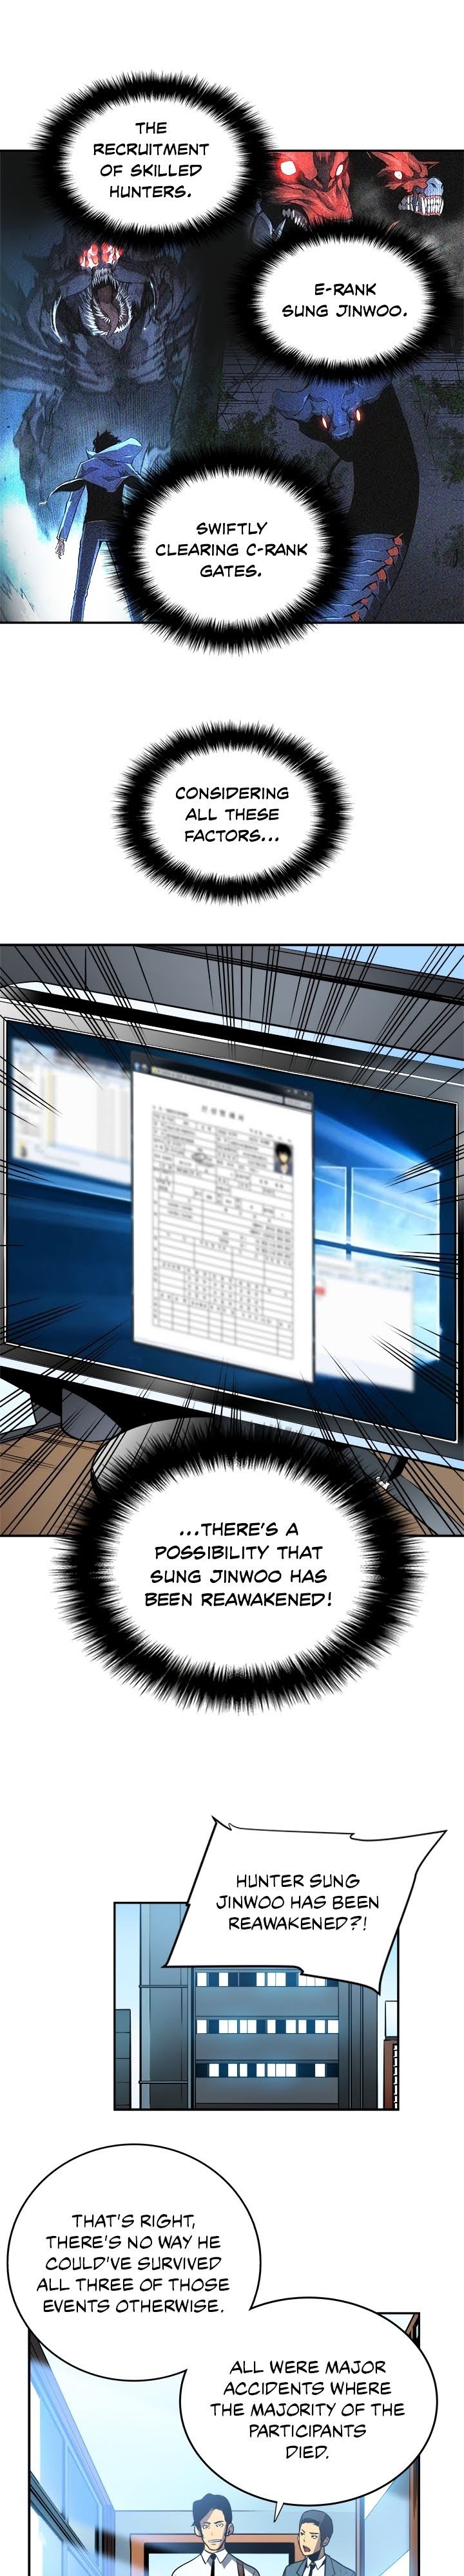 THE
RECRUITMENT
OF SKILLED
HUNTERS.
E-RANK
SUNG JINWOO.
SWIFTLY
CLEARING C-RANK
GATES.
CONSIDERING
ALL THESE
FACTORS...
...THERE'S A
POSSIBILITY THAT
SUNG JINWOO HAS
BEEN REAWAKENED!
HUNTER SUNG
JINWOO HAS BEEN
REAWAKENED?!
THAT'S RIGHT,
THERE'S NO WAY HE
COULD'VE SURVIVED
ALL THREE OF THOSE
EVENTS OTHERWISE.
ALL WERE MAJOR
ACCIDENTS WHERE
THE MAJORITY OF THE
PARTICIPANTS
DIED.